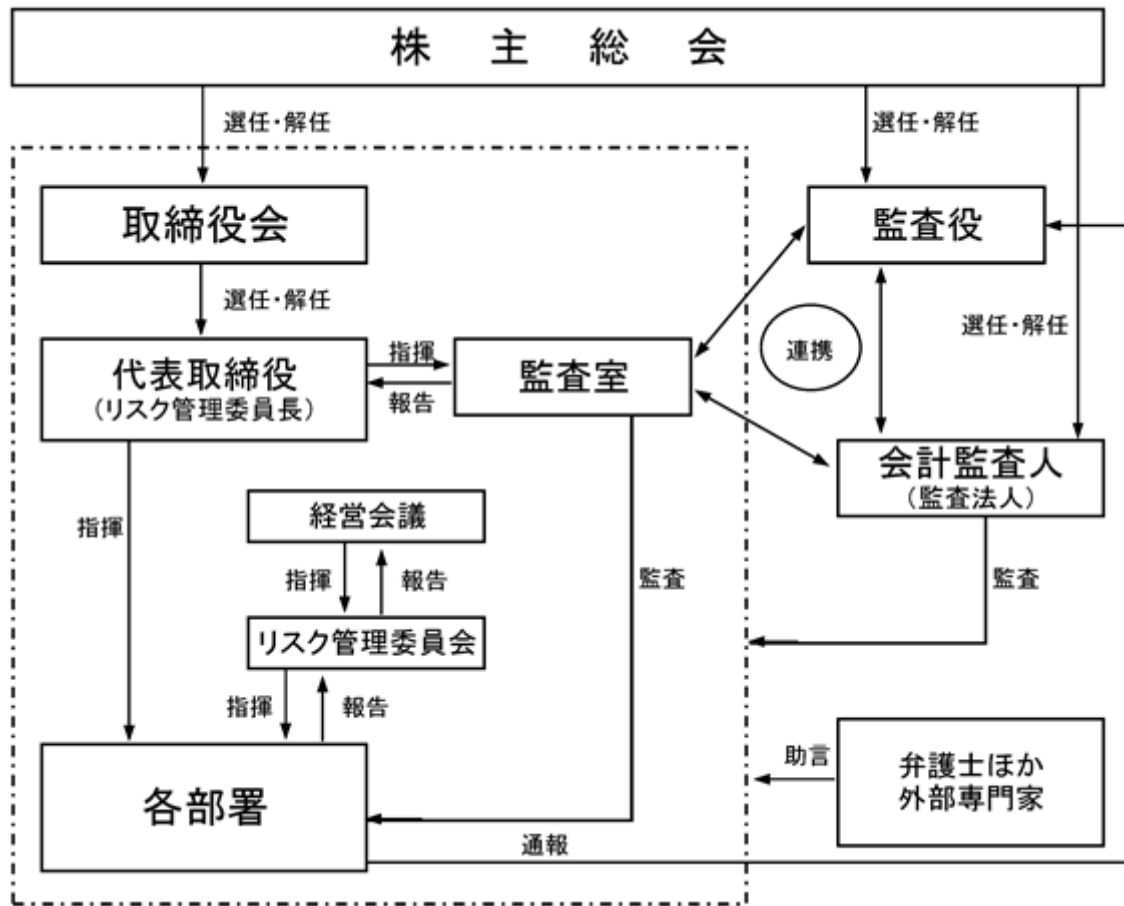 株主総会
選任・解任
選任・解任
取締役会
監査役
選任・解任
選任・解任
代表取締役
(リスク管理委員長)
指揮
報告
監査室
連携
会計監査人
(監査法人)
経営会議
指揮
指揮
報告
監査
監査
リスク管理委員会
指揮
報告
助言
弁護士ほか
外部専門家
各部署
通報